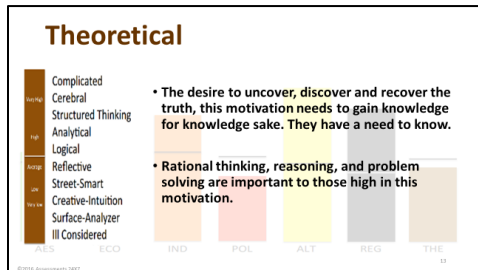 Theoretical
Complicated
Cerebral
Structured Thinking
Analytical
Logical
Reflective
Street-Smart
Creative-Intuition
Surface-Analyzer
Ill Considered
Very High
High
Average
Low
Very low
• The desire to uncover, discover and recover the
truth, this motivation needs to gain knowledge
for knowledge sake. They have a need to know.
• Rational thinking, reasoning, and problem
solving are important to those high in this
motivation.
AES ECO IND POL ALT REG THE
13